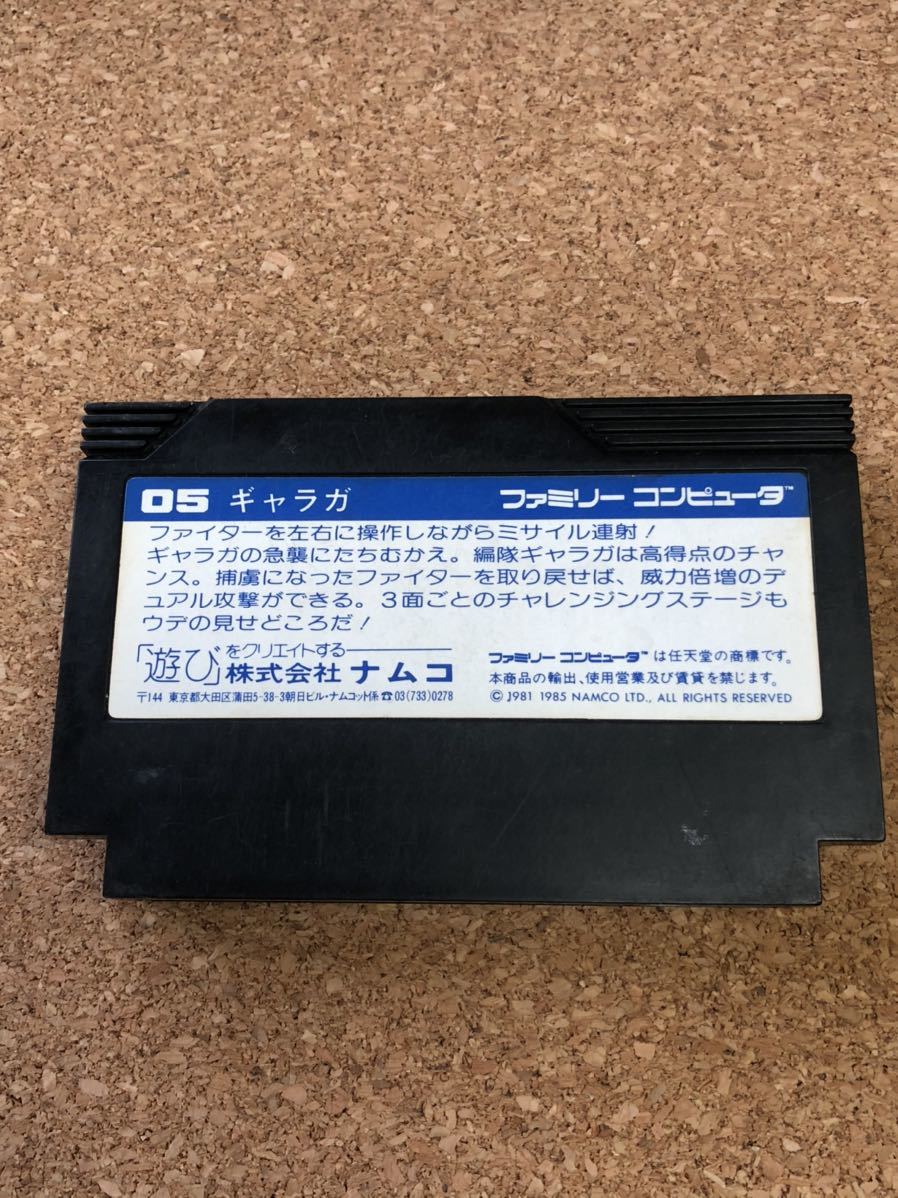 05 ギャラガ ファミリー コンピュータ™
ファイターを左右に操作しながらミサイル連射！
ギャラガの急襲にたちむかえ。編隊ギャラガは高得点のチャ
ンス。捕虜になったファイターを取り戻せば、威力倍増のデ
ュアル攻撃ができる。3面ごとのチャレンジングステージも
ウデの見せどころだ！
「遊び」をクリエイトする
株式会社 ナムコ
〒144 東京都大田区蒲田5-38-3朝日ビル・ナムコット係 ☎03(733)0278
ファミリー コンピュータ™ は任天堂の商標です。
本商品の輸出、使用営業及び賃貸を禁じます。
© 1981 1985 NAMCO LTD., ALL RIGHTS RESERVED